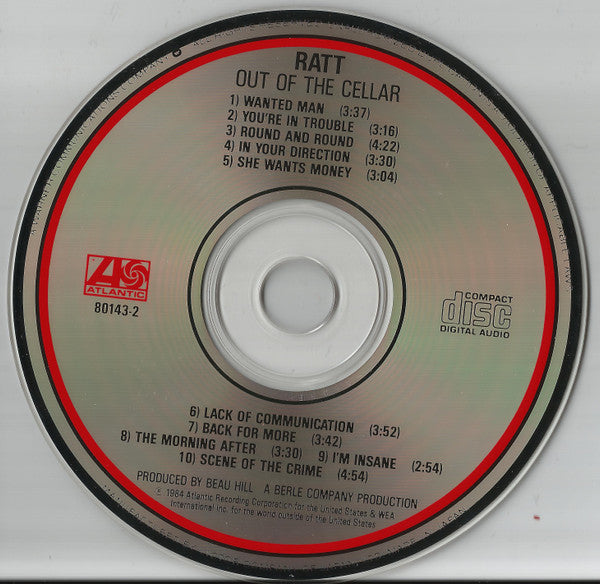 RATT
OUT OF THE CELLAR
1) WANTED MAN (3:37)
2) YOU'RE IN TROUBLE (3:16)
3) ROUND AND ROUND (4:22)
4) IN YOUR DIRECTION (3:30)
5) SHE WANTS MONEY (3:04)
ATLANTIC
80143-2
COMPACT
disc
DIGITAL AUDIO
6) LACK OF COMMUNICATION (3:52)
7) BACK FOR MORE (3:42)
8) THE MORNING AFTER (3:30) 9) I'M INSANE (2:54)
10) SCENE OF THE CRIME (4:54)
PRODUCED BY BEAU HILL A BERLE COMPANY PRODUCTION
℗ 1984 Atlantic Recording Corporation for the United States & WEA
International Inc. for the world outside of the United States.